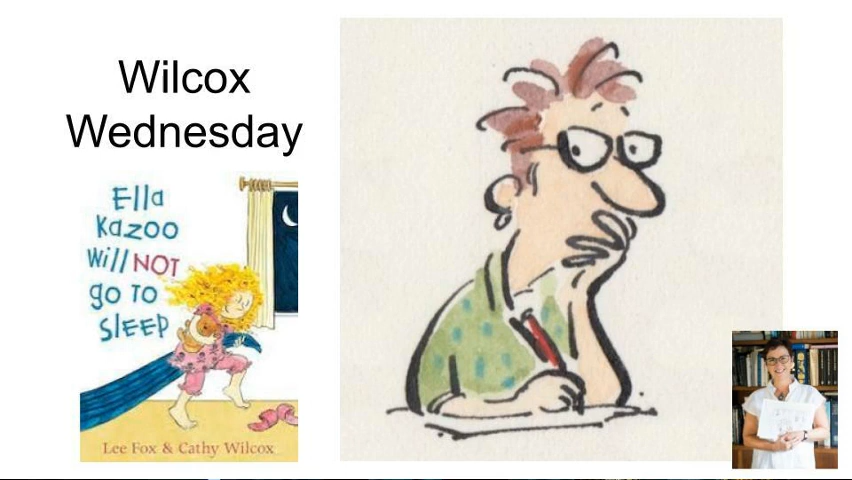 Wilcox
Wednesday
Ella
Kazoo
Will NOT
go TO
SLEEP
Lee Fox & Cathy Wilcox